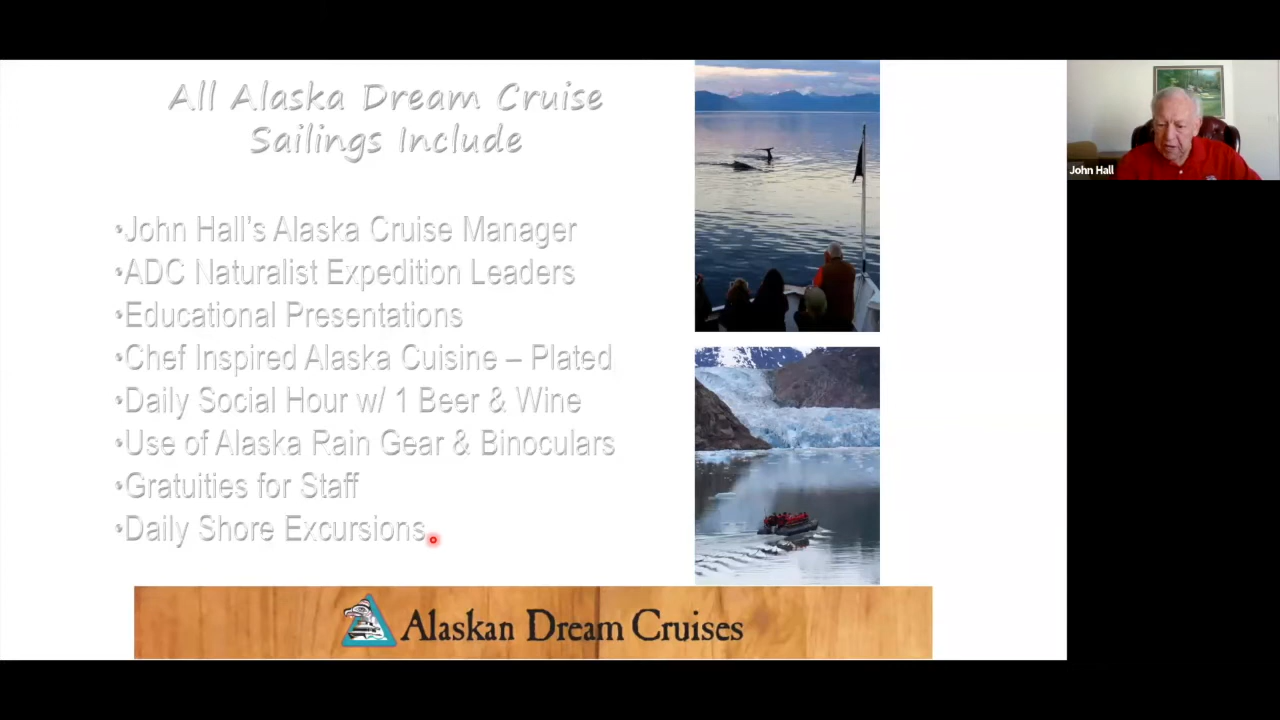 All Alaska Dream Cruise
Sailings Include
•John Hall's Alaska Cruise Manager
•ADC Naturalist Expedition Leaders
•Educational Presentations
•Chef Inspired Alaska Cuisine – Plated
•Daily Social Hour w/ 1 Beer & Wine
•Use of Alaska Rain Gear & Binoculars
•Gratuities for Staff
•Daily Shore Excursions
Alaskan Dream Cruises
John Hall